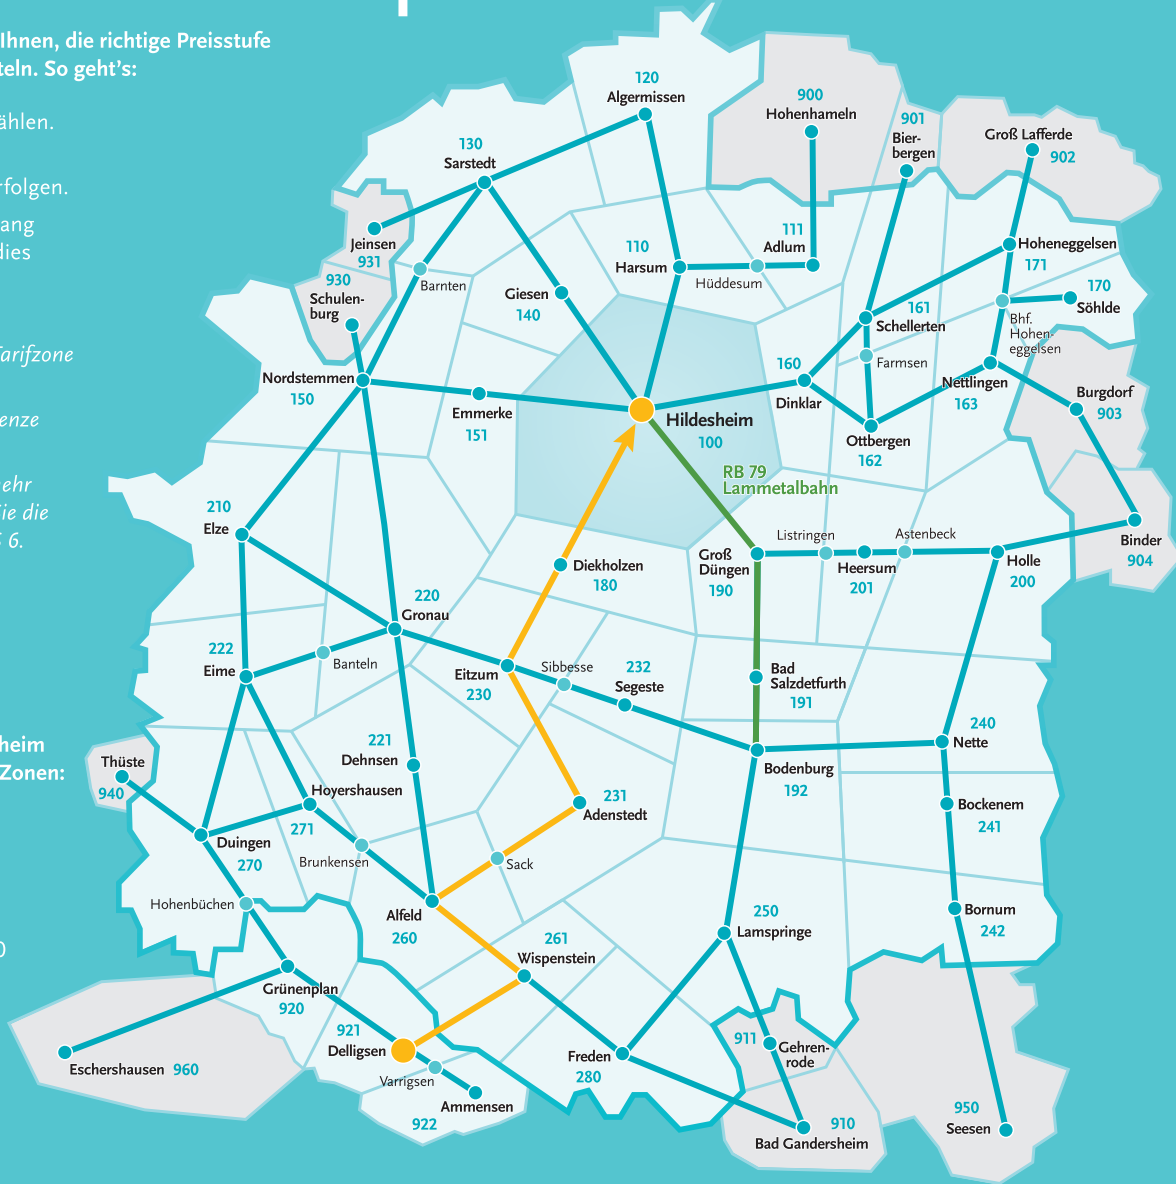 Ihnen, die richtige Preisstufe
teln. So geht's:
ählen.
rfolgen.
ang
dies
Tarifzone
enze
nehr
Sie die
§ 6.
heim
Zonen:
0
120
Algermissen
900
Hohenhameln
901
Bier-
bergen
Groß Lafferde
902
130
Sarstedt
Jeinsen
931
930
Schulen-
burg
Barnten
110
Harsum
Hüddesum
111
Adlum
Hoheneggelsen
171
170
Söhlde
Bhf.
Hohen-
eggelsen
Giesen
140
161
Schellerten
Farmsen
160
Dinklar
Nettlingen
163
Burgdorf
903
Nordstemmen
150
Emmerke
151
Hildesheim
100
Ottbergen
162
RB 79
Lammetalbahn
210
Elze
Diekholzen
180
Groß
Düngen
190
Listringen
Heersum
201
Astenbeck
Holle
200
Binder
904
220
Gronau
222
Eime
Banteln
Eitzum
230
Sibbesse
232
Segeste
Bad
Salzdetfurth
191
240
Nette
Bodenburg
192
Thüste
940
221
Dehnsen
Hoyershausen
271
231
Adenstedt
Bockenem
241
Duingen
270
Brunkensen
Sack
Hohenbüchen
Alfeld
260
261
Wispenstein
250
Lamspringe
Bornum
242
Grünenplan
920
921
Delligsen
Eschershausen 960
Varrigsen
Ammensen
922
Freden
280
911
Gehren-
rode
910
Bad Gandersheim
950
Seesen